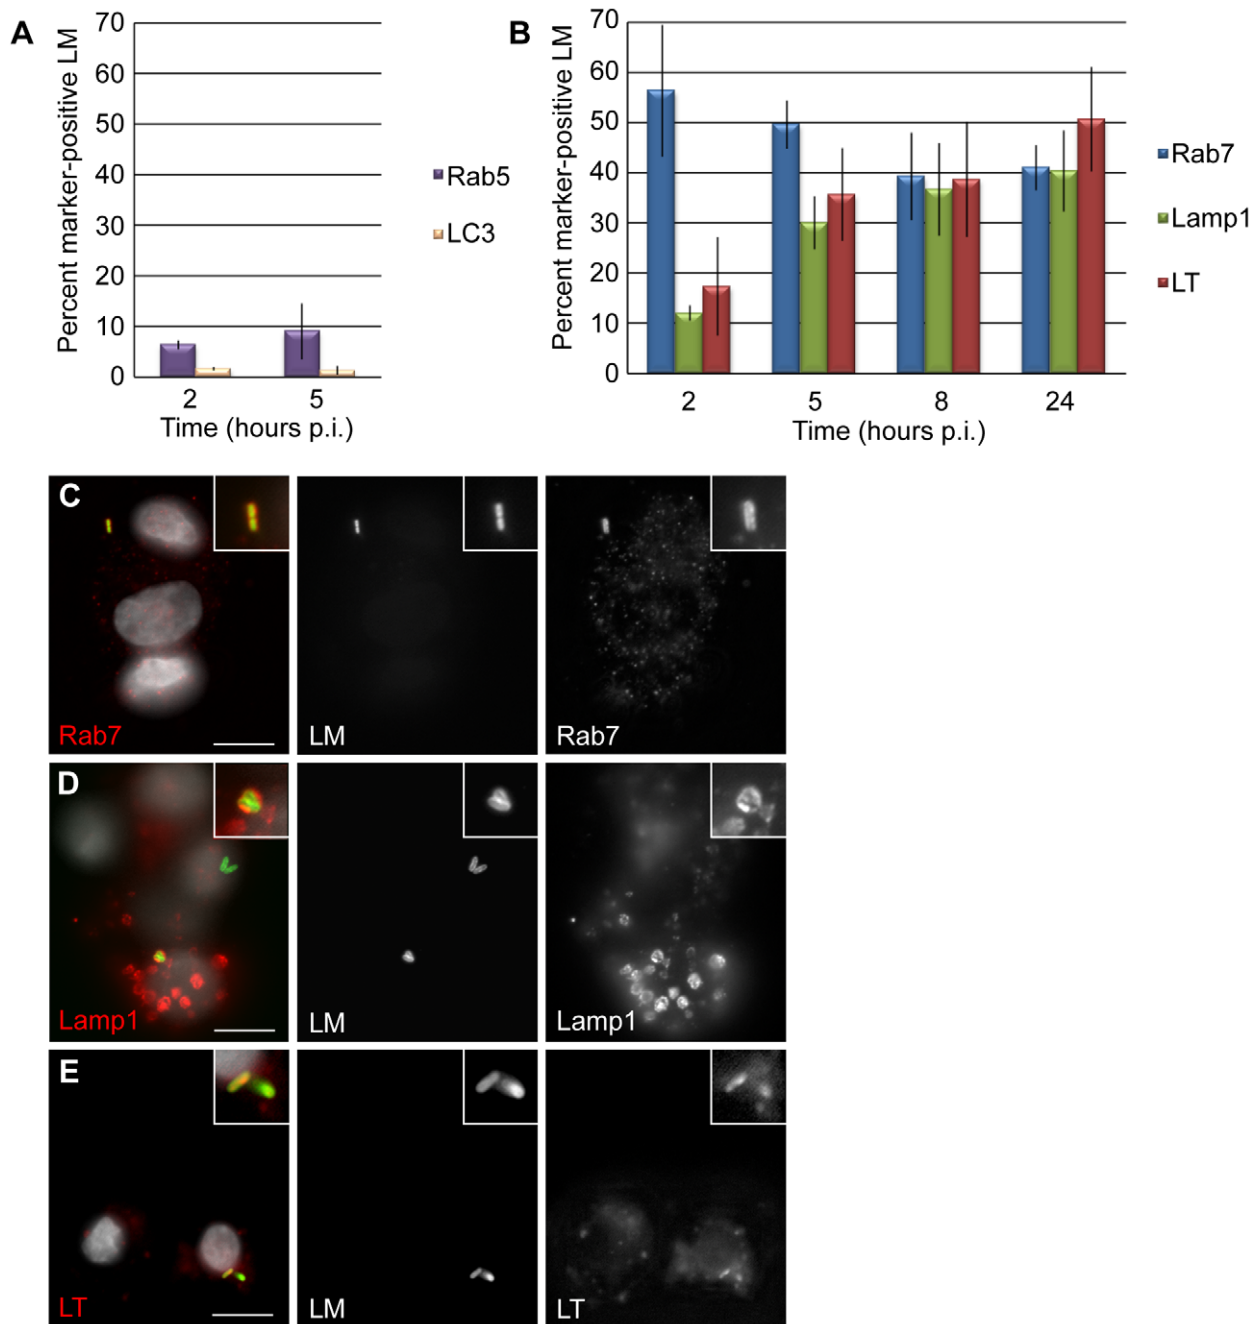 A
Percent marker-positive LM
70
60
50
40
30
20
10
0
2
5
Time (hours p.i.)
Rab5
LC3
B
Percent marker-positive LM
70
60
50
40
30
20
10
0
2
5
8
24
Time (hours p.i.)
Rab7
Lamp1
LT
C
Rab7
LM
Rab7
D
Lamp1
LM
Lamp1
E
LT
LM
LT